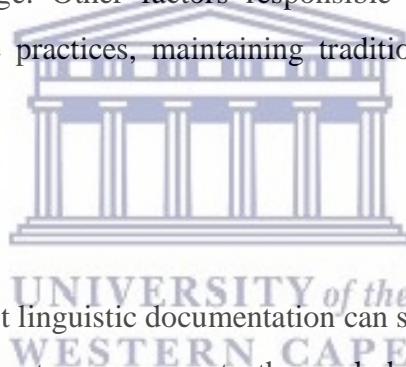 ge. Other factors responsible
practices, maintaining traditio
UNIVERSITY of the
t linguistic documentation can s
WESTERN CAPE